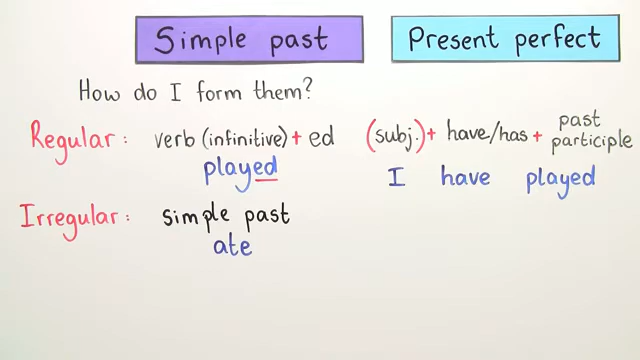 Simple past Present perfect
How do I form them?
Regular: verb (infinitive) + ed (subj.) + have/has + past participle
played I have played
Irregular: simple past
ate